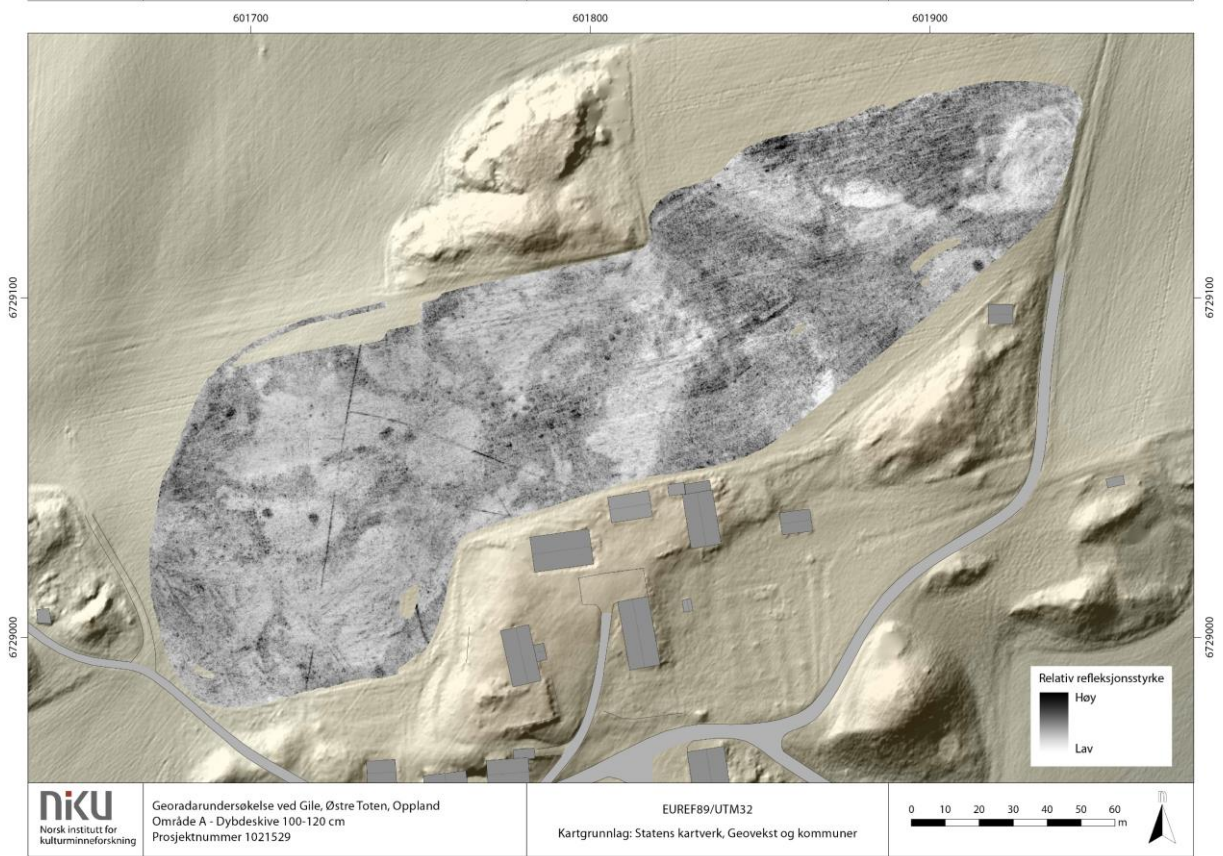 601700 601800 601900
6729100 6729100
6729000 6729000
Relativ refleksjonsstyrke
Høy
Lav
NIKU
Norsk institutt for
kulturminneforskning
Georadarundersøkelse ved Gile, Østre Toten, Oppland
Område A - Dybdeskive 100-120 cm
Prosjektnummer 1021529
EUREF89/UTM32
Kartgrunnlag: Statens kartverk, Geovekst og kommuner
0 10 20 30 40 50 60
m
N